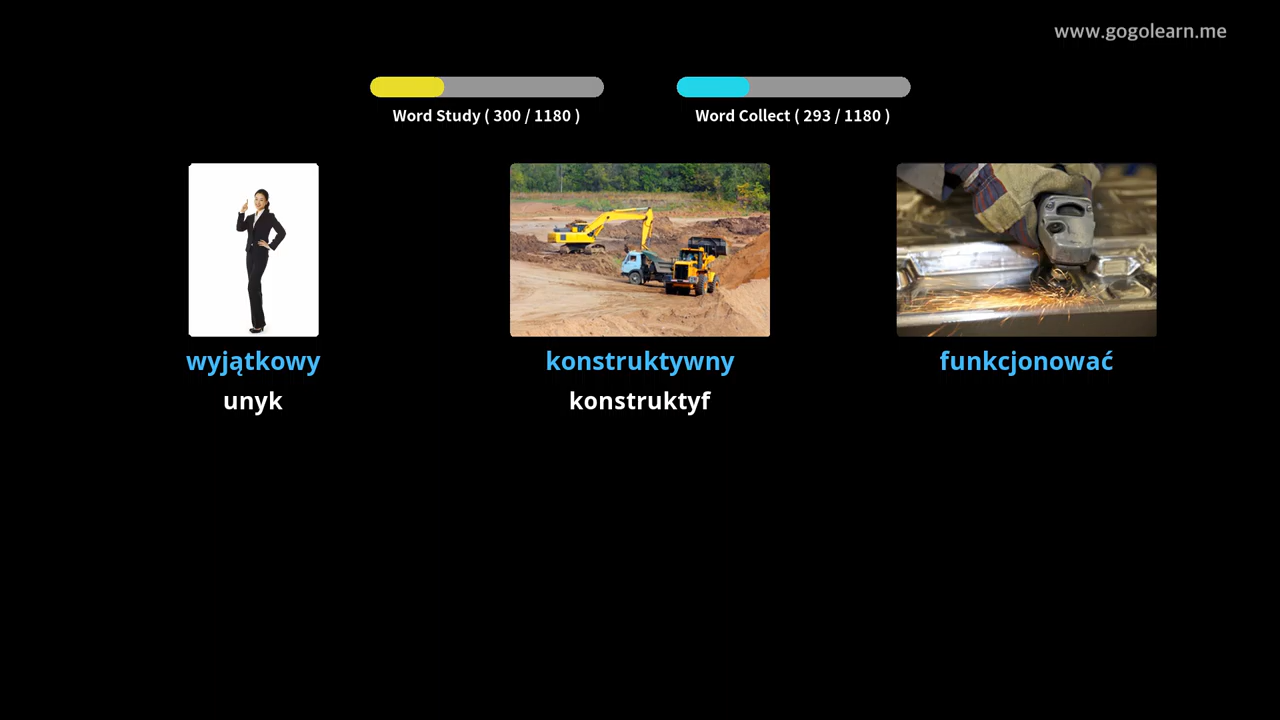 www.gogolearn.me
Word Study ( 300 / 1180 )
Word Collect ( 293 / 1180 )
wyjątkowy
unyk
konstruktywny
konstruktyf
funkcjonować